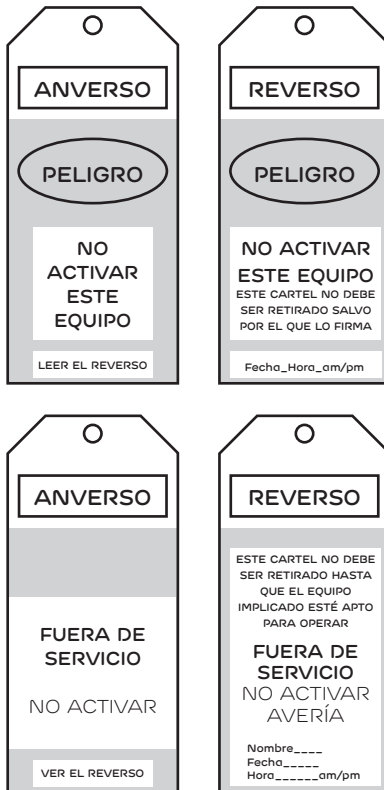 ANVERSO
PELIGRO
NO
ACTIVAR
ESTE
EQUIPO
LEER EL REVERSO
REVERSO
PELIGRO
NO ACTIVAR
ESTE EQUIPO
ESTE CARTEL NO DEBE
SER RETIRADO SALVO
POR EL QUE LO FIRMA
Fecha_Hora_am/pm
ANVERSO
FUERA DE
SERVICIO
NO ACTIVAR
VER EL REVERSO
REVERSO
ESTE CARTEL NO DEBE
SER RETIRADO HASTA
QUE EL EQUIPO
IMPLICADO ESTÉ APTO
PARA OPERAR
FUERA DE
SERVICIO
NO ACTIVAR
AVERÍA
Nombre____
Fecha_____
Hora______am/pm